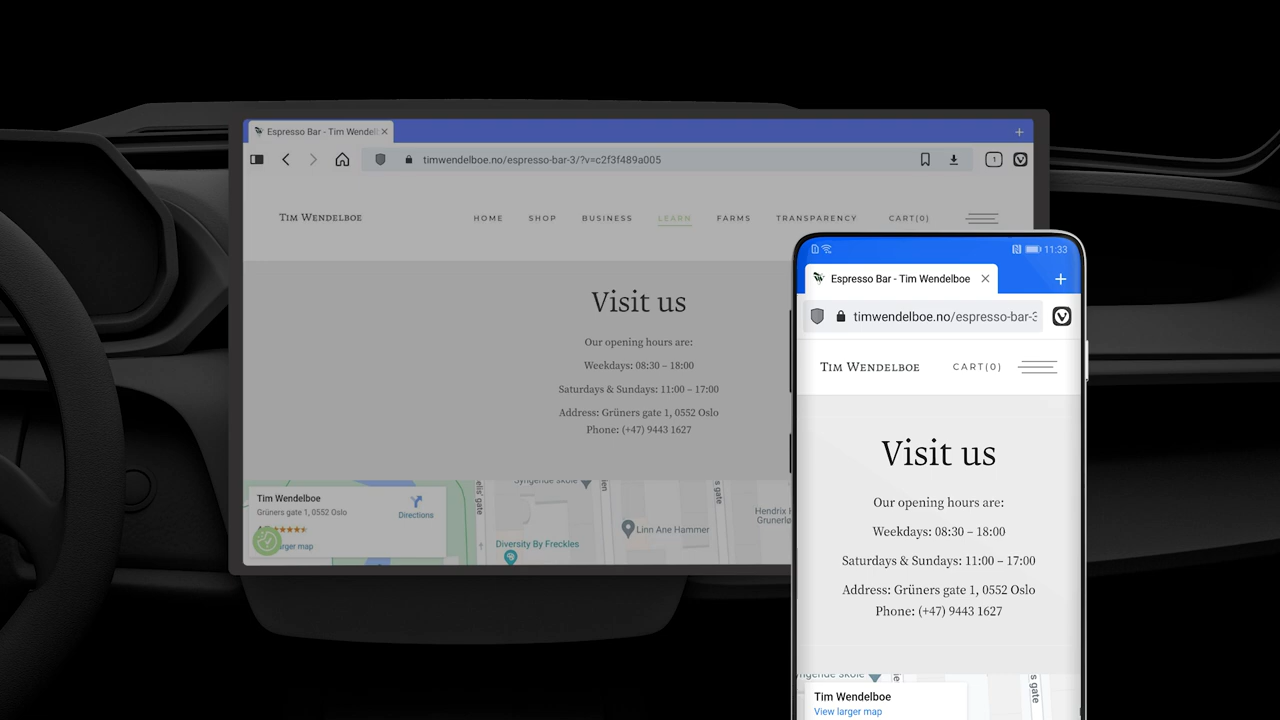 Espresso Bar - Tim Wendel
timwendelboe.no/espresso-bar-3/?v=c2f3f489a005
1
TIM WENDELBOE
HOME SHOP BUSINESS LEARN FARMS TRANSPARENCY CART(0)
Visit us
Our opening hours are:
Weekdays: 08:30 – 18:00
Saturdays & Sundays: 11:00 – 17:00
Address: Grüners gate 1, 0552 Oslo
Phone: (+47) 9443 1627
Tim Wendelboe
Grüners gate 1, 0552 Oslo
Directions
map
skole
s gate
Linn Ane Hammer
Diversity By Freckles
Hendrix
11:33
Espresso Bar - Tim Wendelboe
timwendelboe.no/espresso-bar-3
TIM WENDELBOE CART(0)
Visit us
Our opening hours are:
Weekdays: 08:30 – 18:00
Saturdays & Sundays: 11:00 – 17:00
Address: Grüners gate 1, 0552 Oslo
Phone: (+47) 9443 1627
skole
s gate
Tim Wendelboe
View larger map